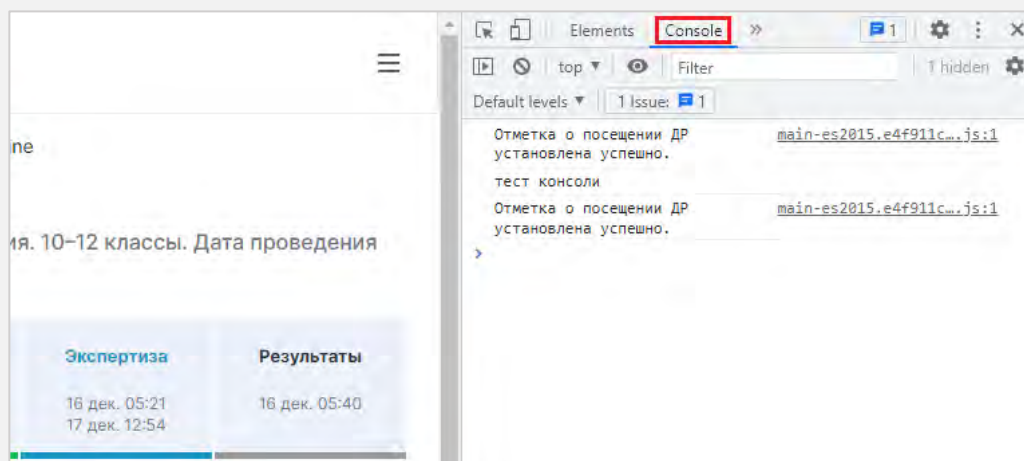 Elements Console » 1
top ▼ Filter 1 hidden
Default levels ▼ 1 Issue: 1
Отметка о посещении ДР main-es2015.e4f911c….js:1
установлена успешно.
тест консоли
Отметка о посещении ДР main-es2015.e4f911c….js:1
установлена успешно.
>
ne
ия. 10–12 классы. Дата проведения
Экспертиза Результаты
16 дек. 05:21 16 дек. 05:40
17 дек. 12:54